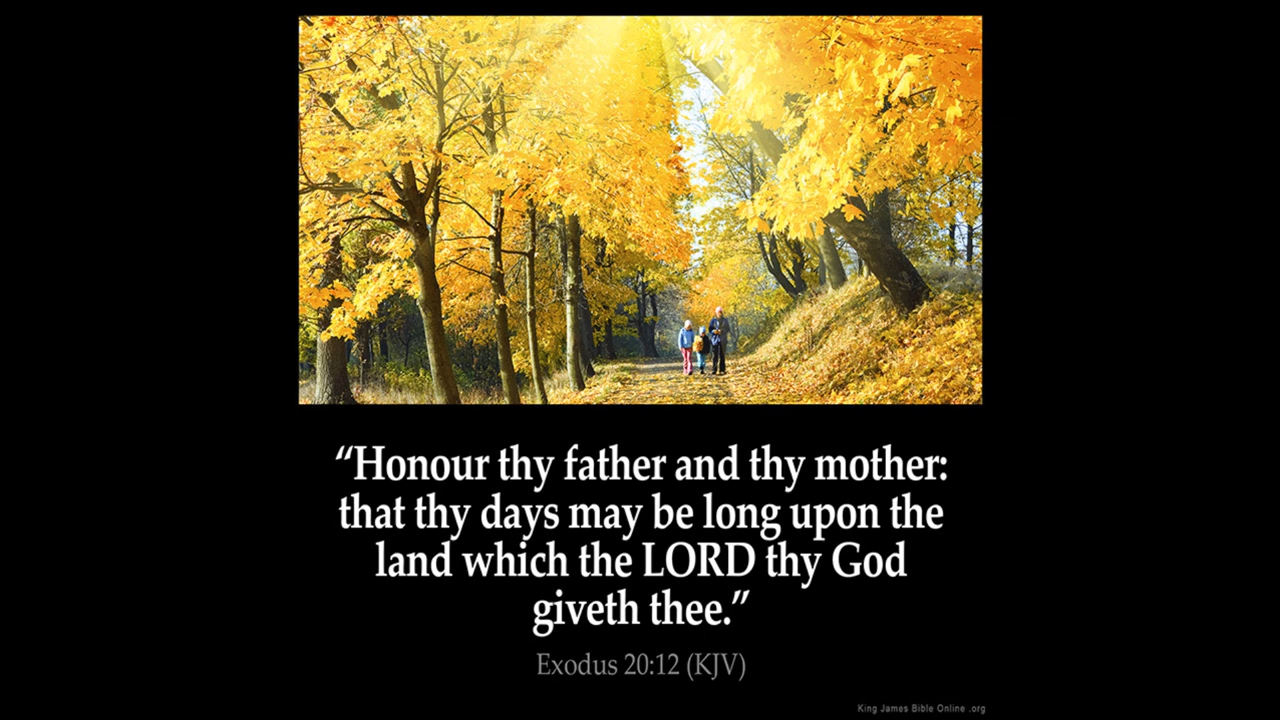 “Honour thy father and thy mother:
that thy days may be long upon the
land which the LORD thy God
giveth thee.”
Exodus 20:12 (KJV)
King James Bible Online .org